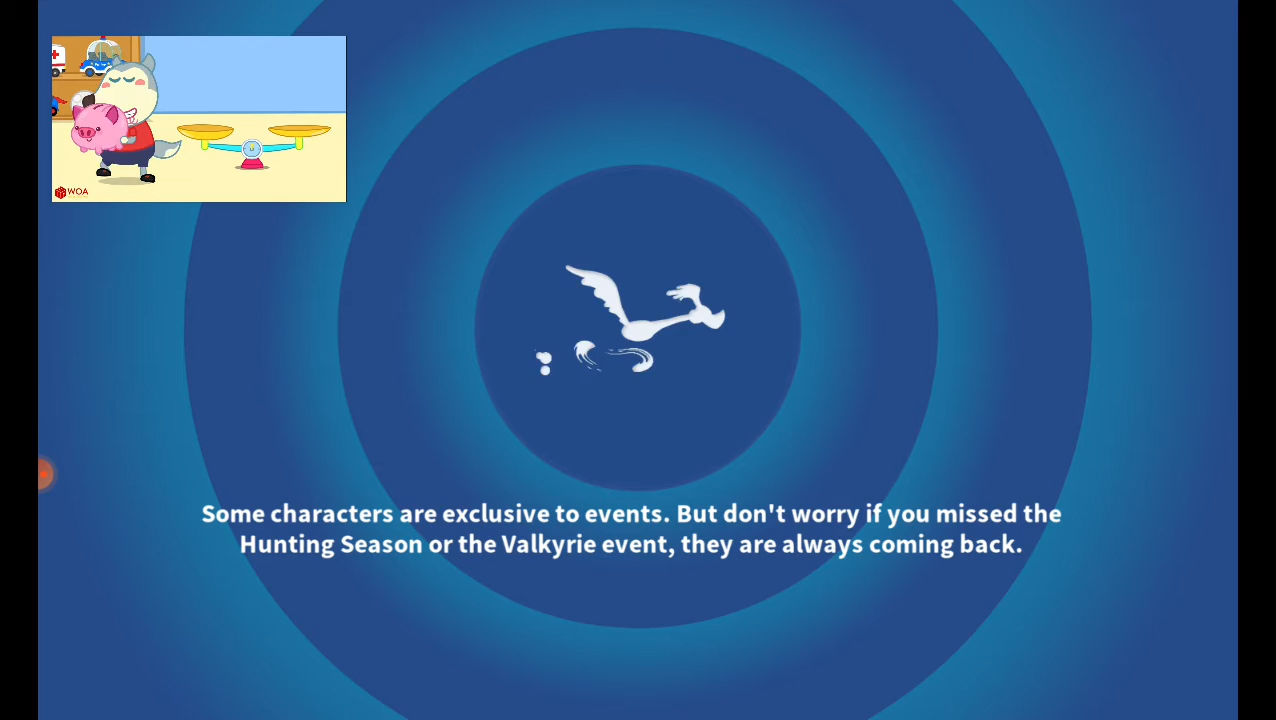 WOA
Some characters are exclusive to events. But don't worry if you missed the
Hunting Season or the Valkyrie event, they are always coming back.